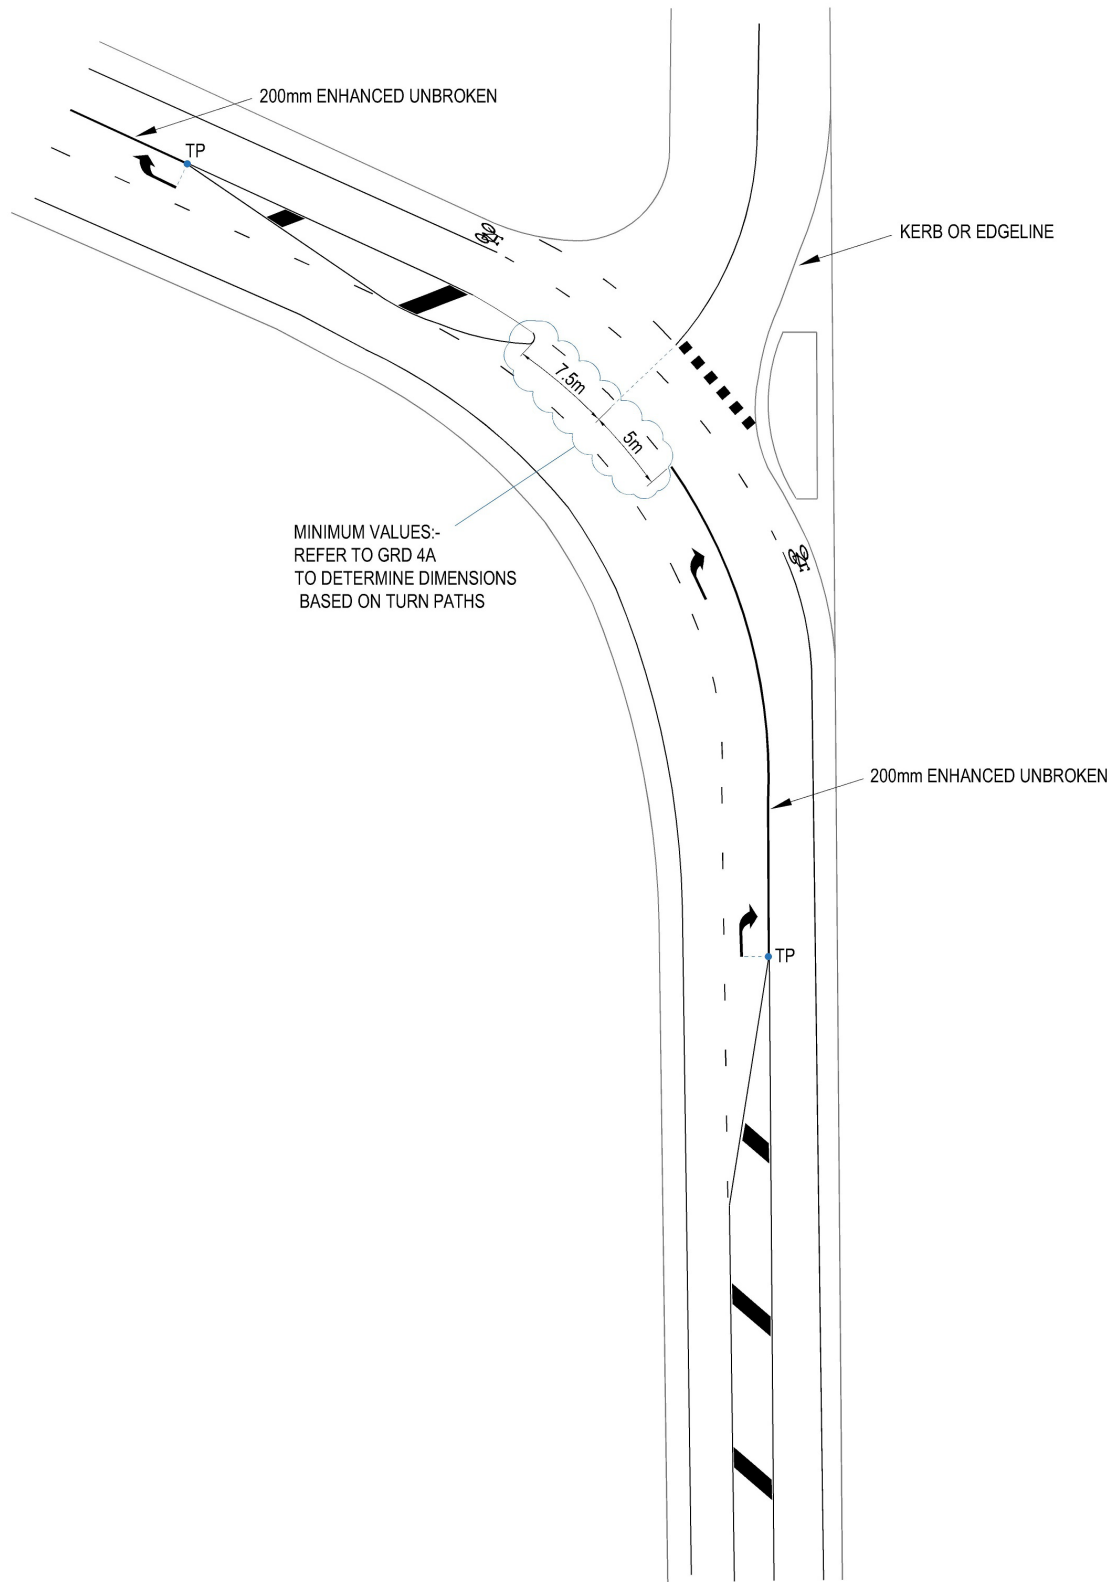 200mm ENHANCED UNBROKEN
TP
KERB OR EDGELINE
7.5m
5m
MINIMUM VALUES:-
REFER TO GRD 4A
TO DETERMINE DIMENSIONS
BASED ON TURN PATHS
200mm ENHANCED UNBROKEN
TP